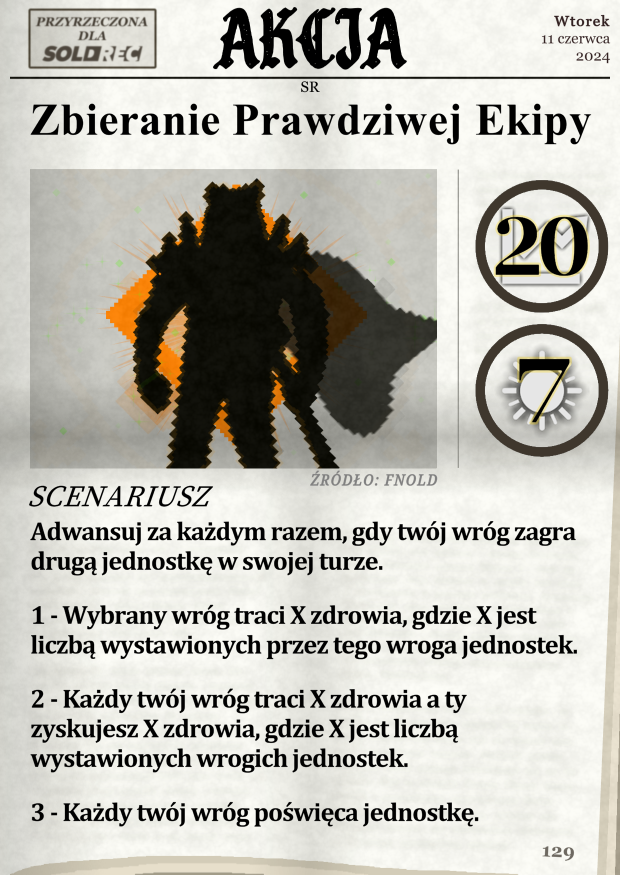 PRZYRZECZONA
DLA
SOLDREC
AKCJA
Wtorek
11 czerwca
2024
SR
Zbieranie Prawdziwej Ekipy
20
7
ŹRÓDŁO: FNOLD
SCENARIUSZ
Adwansuj za każdym razem, gdy twój wróg zagra
drugą jednostkę w swojej turze.
1 - Wybrany wróg traci X zdrowia, gdzie X jest
liczbą wystawionych przez tego wroga jednostek.
2 - Każdy twój wróg traci X zdrowia a ty
zyskujesz X zdrowia, gdzie X jest liczbą
wystawionych wrogich jednostek.
3 - Każdy twój wróg poświęca jednostkę.
129